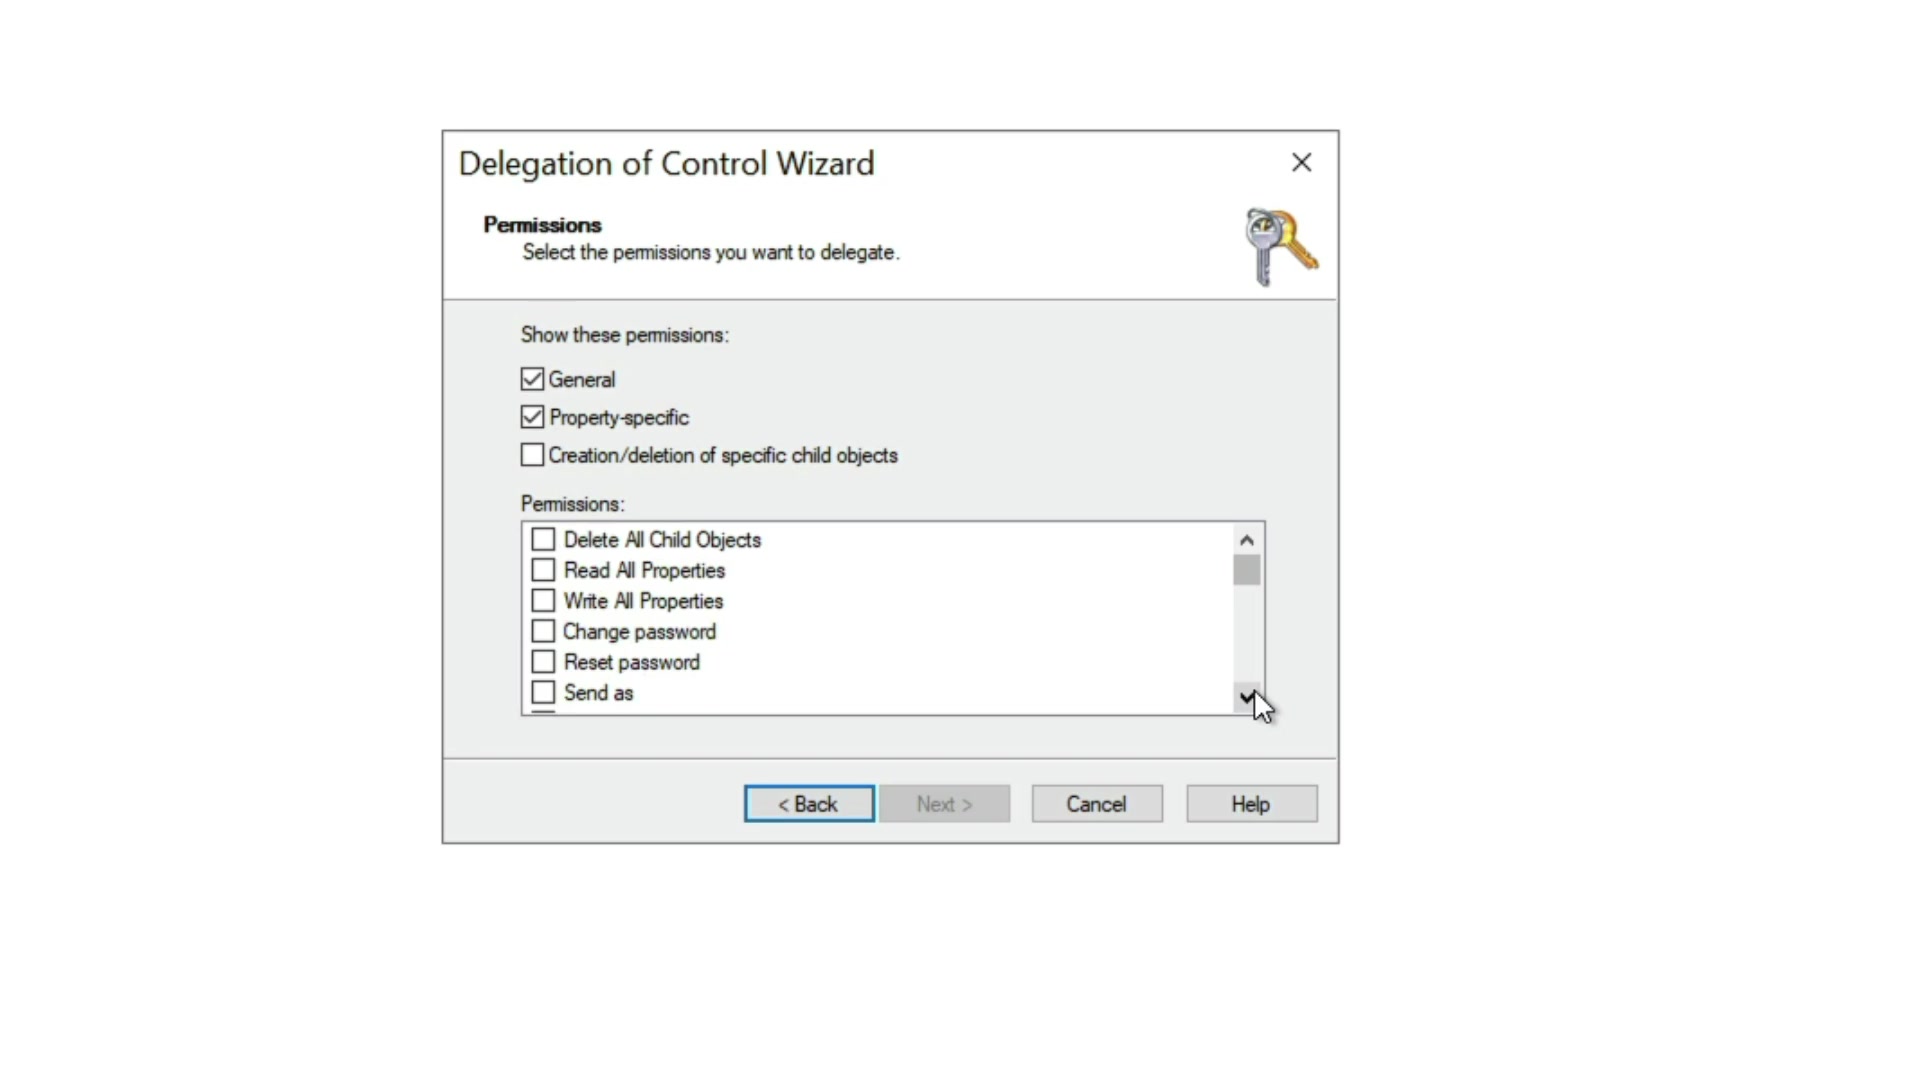 Delegation of Control Wizard
Permissions
Select the permissions you want to delegate.
Show these permissions:
General
Property-specific
Creation/deletion of specific child objects
Permissions:
Delete All Child Objects
Read All Properties
Write All Properties
Change password
Reset password
Send as
< Back Next > Cancel Help